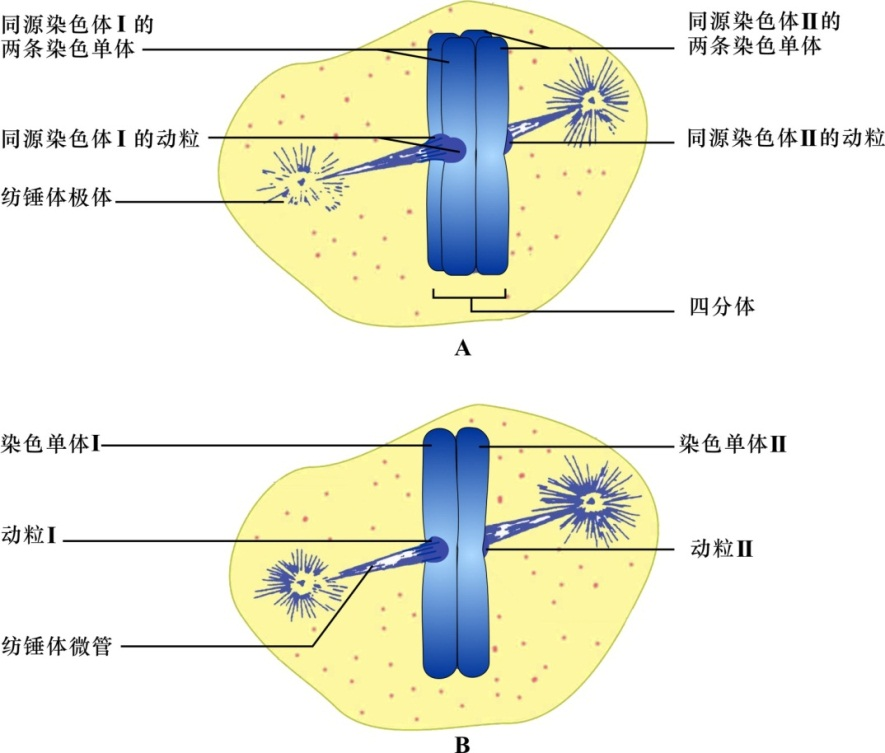 同源染色体Ⅰ的
两条染色单体
同源染色体Ⅱ的
两条染色单体
同源染色体Ⅰ的动粒
同源染色体Ⅱ的动粒
纺锤体极体
四分体
A
染色单体Ⅰ
染色单体Ⅱ
动粒Ⅰ
动粒Ⅱ
纺锤体微管
B